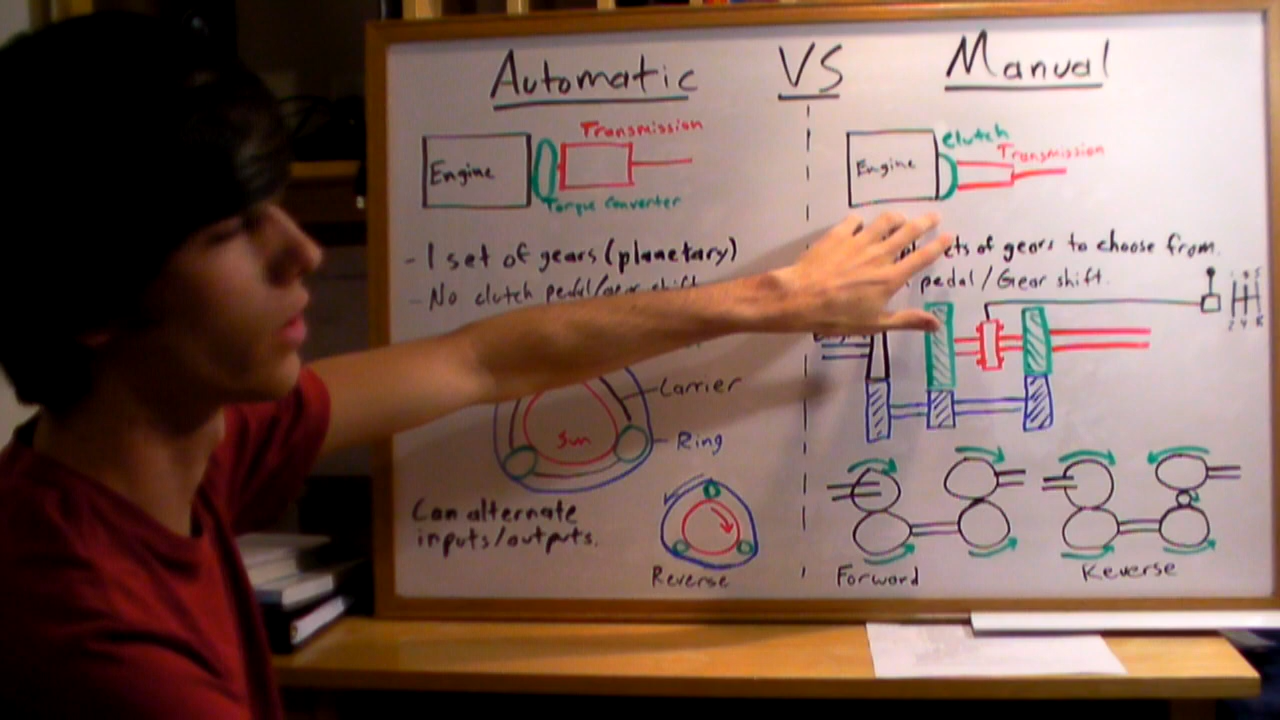 Automatic VS Manual
Engine
Transmission
Torque Converter
- 1 set of gears (planetary)
- No clutch pedal/Gear shift
Carrier
Sun
Ring
Can alternate
inputs/outputs.
Reverse
Engine
Clutch
Transmission
of gears to choose from.
pedal/Gear shift.
Forward
Reverse